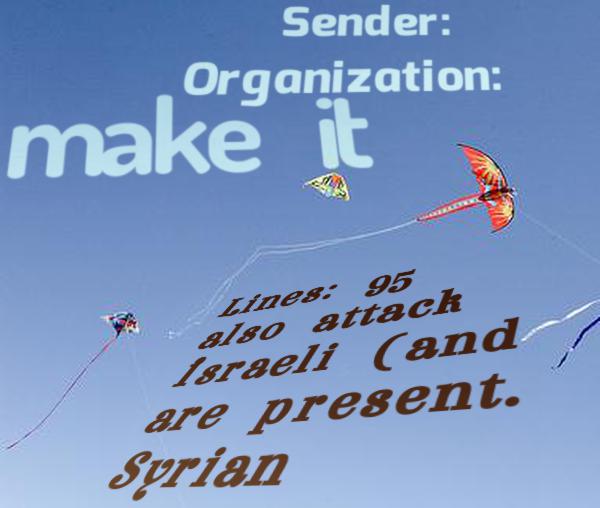 Sender:
Organization:
make it
Lines: 95
also attack
Israeli (and
are present.
Syrian